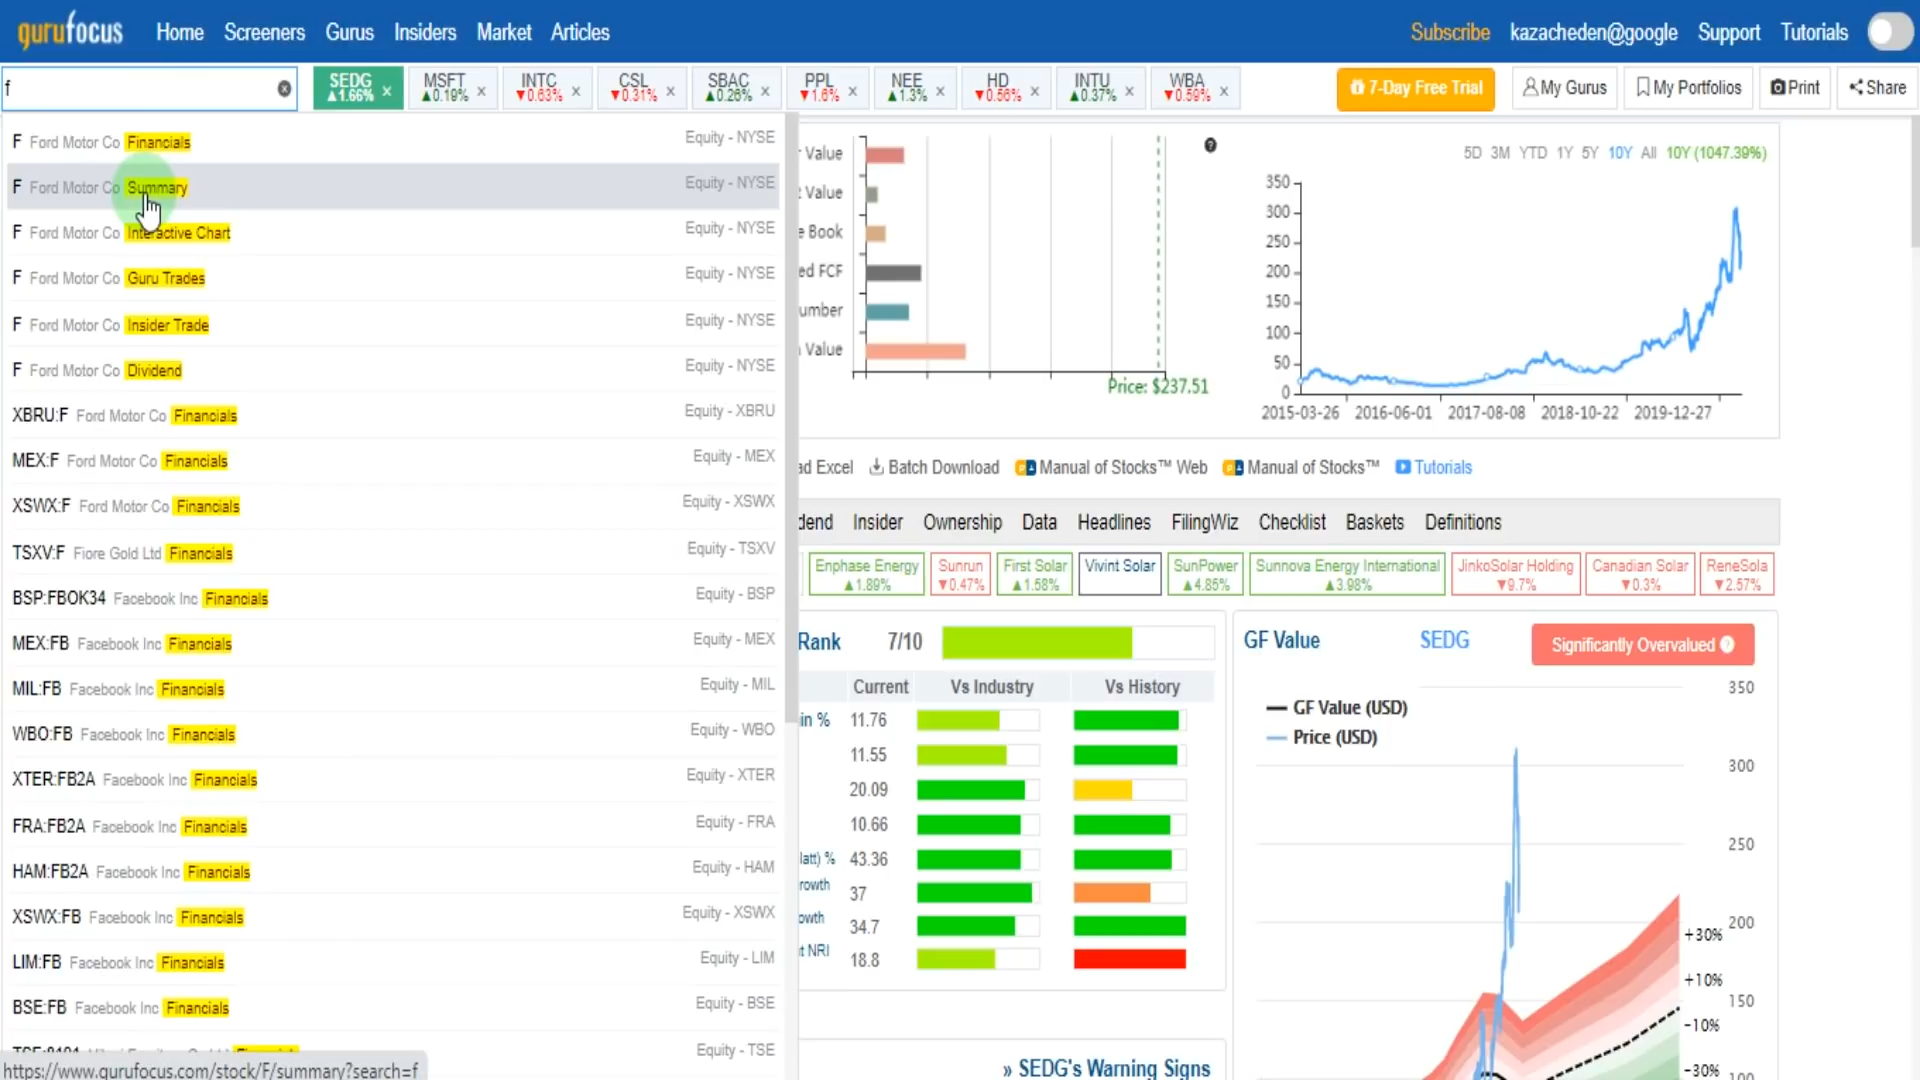 gurufocus Home Screeners Gurus Insiders Market Articles Subscribe kazacheden@google Support Tutorials
f
SEDG ▲1.66% × MSFT ▲0.19% × INTC ▼0.63% × CSL ▼0.31% × SBAC ▲0.26% × PPL ▼1.6% × NEE ▲1.3% × HD ▼0.56% × INTU ▲0.37% × WBA ▼0.59% ×
7-Day Free Trial My Gurus My Portfolios Print Share
F Ford Motor Co Financials Equity - NYSE
F Ford Motor Co Summary Equity - NYSE
F Ford Motor Co Interactive Chart Equity - NYSE
F Ford Motor Co Guru Trades Equity - NYSE
F Ford Motor Co Insider Trade Equity - NYSE
F Ford Motor Co Dividend Equity - NYSE
XBRU:F Ford Motor Co Financials Equity - XBRU
MEX:F Ford Motor Co Financials Equity - MEX
XSWX:F Ford Motor Co Financials Equity - XSWX
TSXV:F Fiore Gold Ltd Financials Equity - TSXV
BSP:FBOK34 Facebook Inc Financials Equity - BSP
MEX:FB Facebook Inc Financials Equity - MEX
MIL:FB Facebook Inc Financials Equity - MIL
WBO:FB Facebook Inc Financials Equity - WBO
XTER:FB2A Facebook Inc Financials Equity - XTER
FRA:FB2A Facebook Inc Financials Equity - FRA
HAM:FB2A Facebook Inc Financials Equity - HAM
XSWX:FB Facebook Inc Financials Equity - XSWX
LIM:FB Facebook Inc Financials Equity - LIM
BSE:FB Facebook Inc Financials Equity - BSE
Equity - TSE
https://www.gurufocus.com/stock/F/summary?search=f
Value
t Value
e Book
ed FCF
umber
Value
Price: $237.51
5D 3M YTD 1Y 5Y 10Y All 10Y (1047.39%)
350
300
250
200
150
100
50
0
2015-03-26 2016-06-01 2017-08-08 2018-10-22 2019-12-27
ad Excel Batch Download Manual of Stocks™ Web Manual of Stocks™ Tutorials
dend Insider Ownership Data Headlines FilingWiz Checklist Baskets Definitions
Enphase Energy ▲1.89% Sunrun ▼0.47% First Solar ▲1.58% Vivint Solar SunPower ▲4.85% Sunnova Energy International ▲3.98% JinkoSolar Holding ▼9.7% Canadian Solar ▼0.3% ReneSola ▼2.57%
Rank 7/10
Current Vs Industry Vs History
in % 11.76
11.55
20.09
10.66
latt) % 43.36
rowth 37
owth 34.7
t NRI 18.8
» SEDG's Warning Signs
GF Value SEDG Significantly Overvalued
GF Value (USD)
Price (USD)
350
300
250
200
150
100
+30%
+10%
-10%
-30%